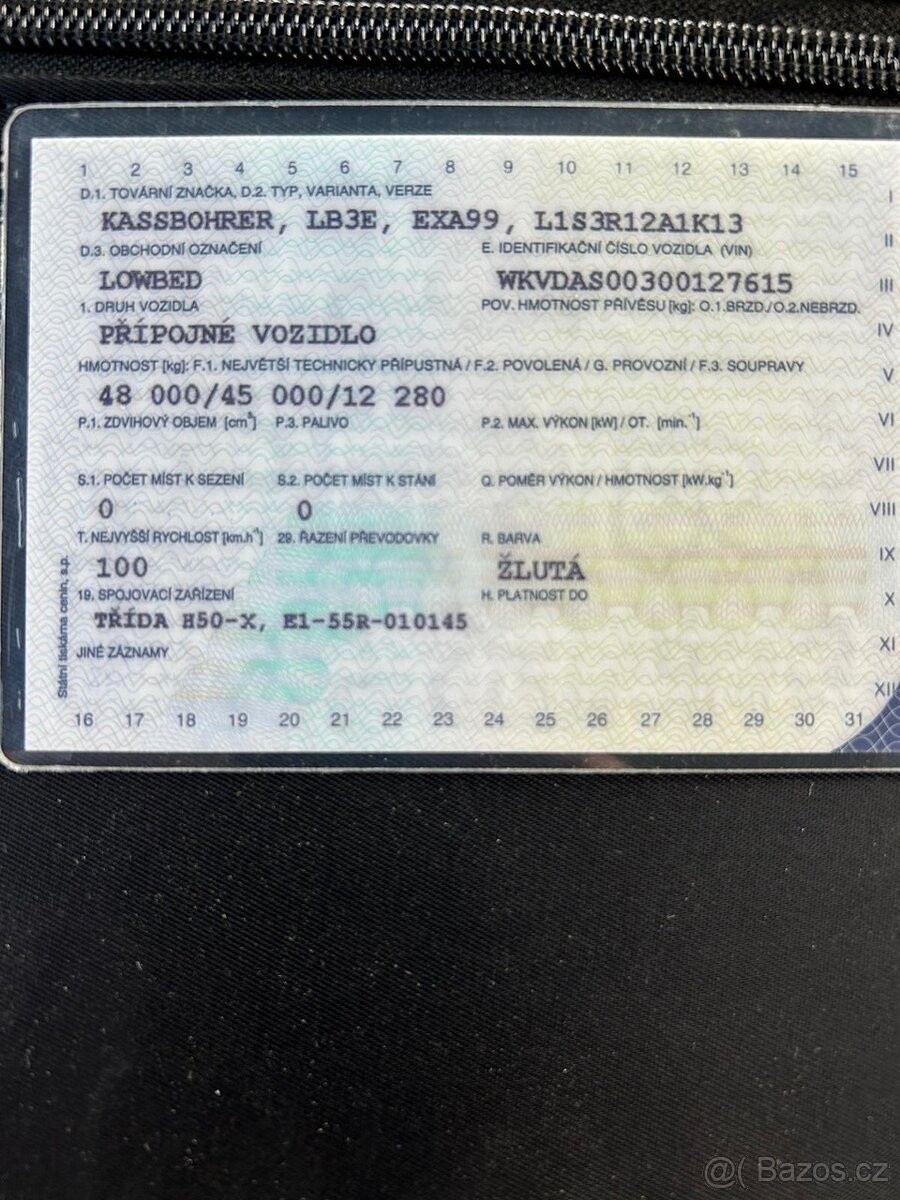 1 2 3 4 5 6 7 8 9 10 11 12 13 14 15
D.1. TOVÁRNÍ ZNAČKA, D.2. TYP, VARIANTA, VERZE
I
KASSBOHRER, LB3E, EXA99, L1S3R12A1K13
II
D.3. OBCHODNÍ OZNAČENÍ E. IDENTIFIKAČNÍ ČÍSLO VOZIDLA (VIN)
LOWBED WKVDAS00300127615
III
1. DRUH VOZIDLA POV. HMOTNOST PŘÍVĚSU [kg]: O.1.BRZD./O.2.NEBRZD.
PŘÍPOJNÉ VOZIDLO
IV
HMOTNOST [kg]: F.1. NEJVĚTŠÍ TECHNICKY PŘÍPUSTNÁ / F.2. POVOLENÁ / G. PROVOZNÍ / F.3. SOUPRAVY
V
48 000/45 000/12 280
P.1. ZDVIHOVÝ OBJEM [cm³] P.3. PALIVO P.2. MAX. VÝKON [kW] / OT. [min.⁻¹]
VI
VII
S.1. POČET MÍST K SEZENÍ S.2. POČET MÍST K STÁNÍ Q. POMĚR VÝKON / HMOTNOST [kW.kg⁻¹]
0 0
VIII
T. NEJVYŠŠÍ RYCHLOST [km.h⁻¹] 29. ŘAZENÍ PŘEVODOVKY R. BARVA
IX
100 ŽLUTÁ
19. SPOJOVACÍ ZAŘÍZENÍ H. PLATNOST DO
X
TŘÍDA H50-X, E1-55R-010145
XI
JINÉ ZÁZNAMY
XII
16 17 18 19 20 21 22 23 24 25 26 27 28 29 30 31
Státní tiskárna cenin, s.p.
@( Bazos.cz